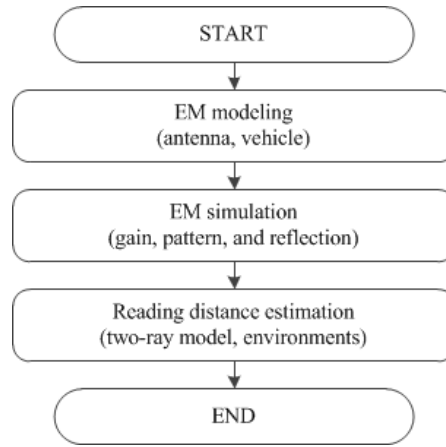 START
EM modeling
(antenna, vehicle)
EM simulation
(gain, pattern, and reflection)
Reading distance estimation
(two-ray model, environments)
END